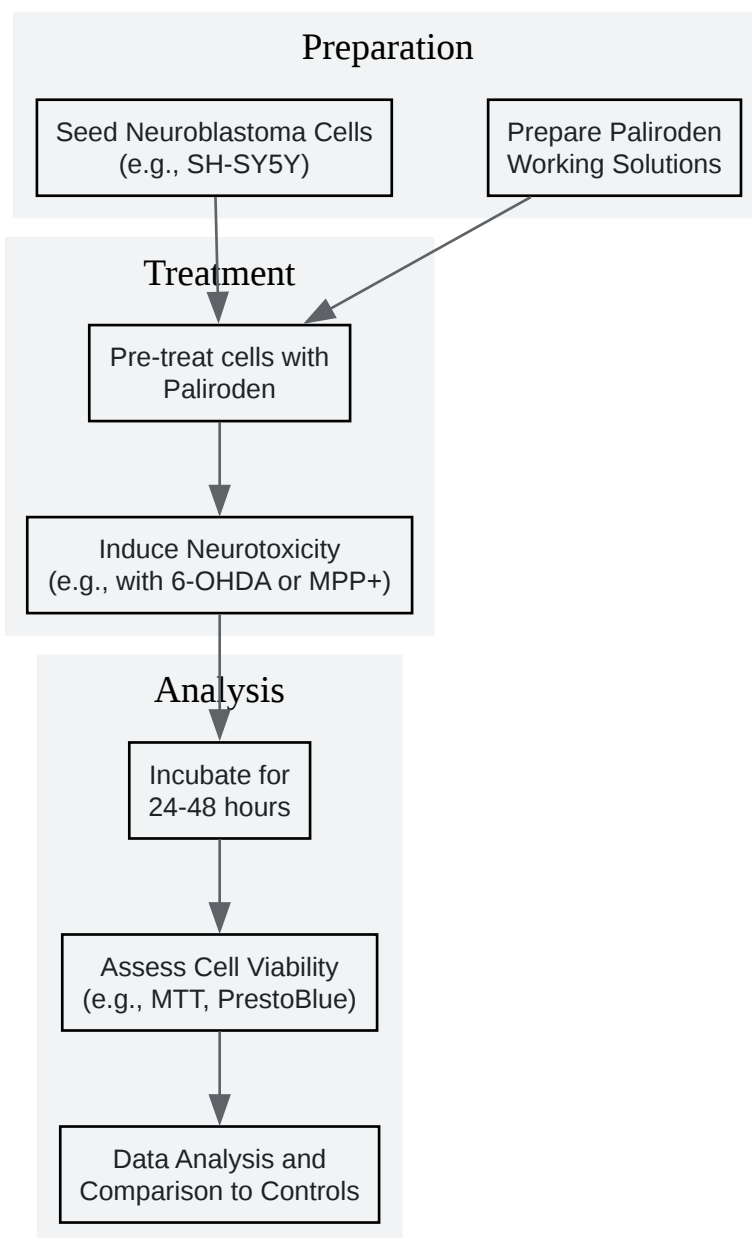 Preparation
Seed Neuroblastoma Cells
(e.g., SH-SY5Y)
Prepare Paliroden
Working Solutions
Treatment
Pre-treat cells with
Paliroden
Induce Neurotoxicity
(e.g., with 6-OHDA or MPP+)
Analysis
Incubate for
24-48 hours
Assess Cell Viability
(e.g., MTT, PrestoBlue)
Data Analysis and
Comparison to Controls